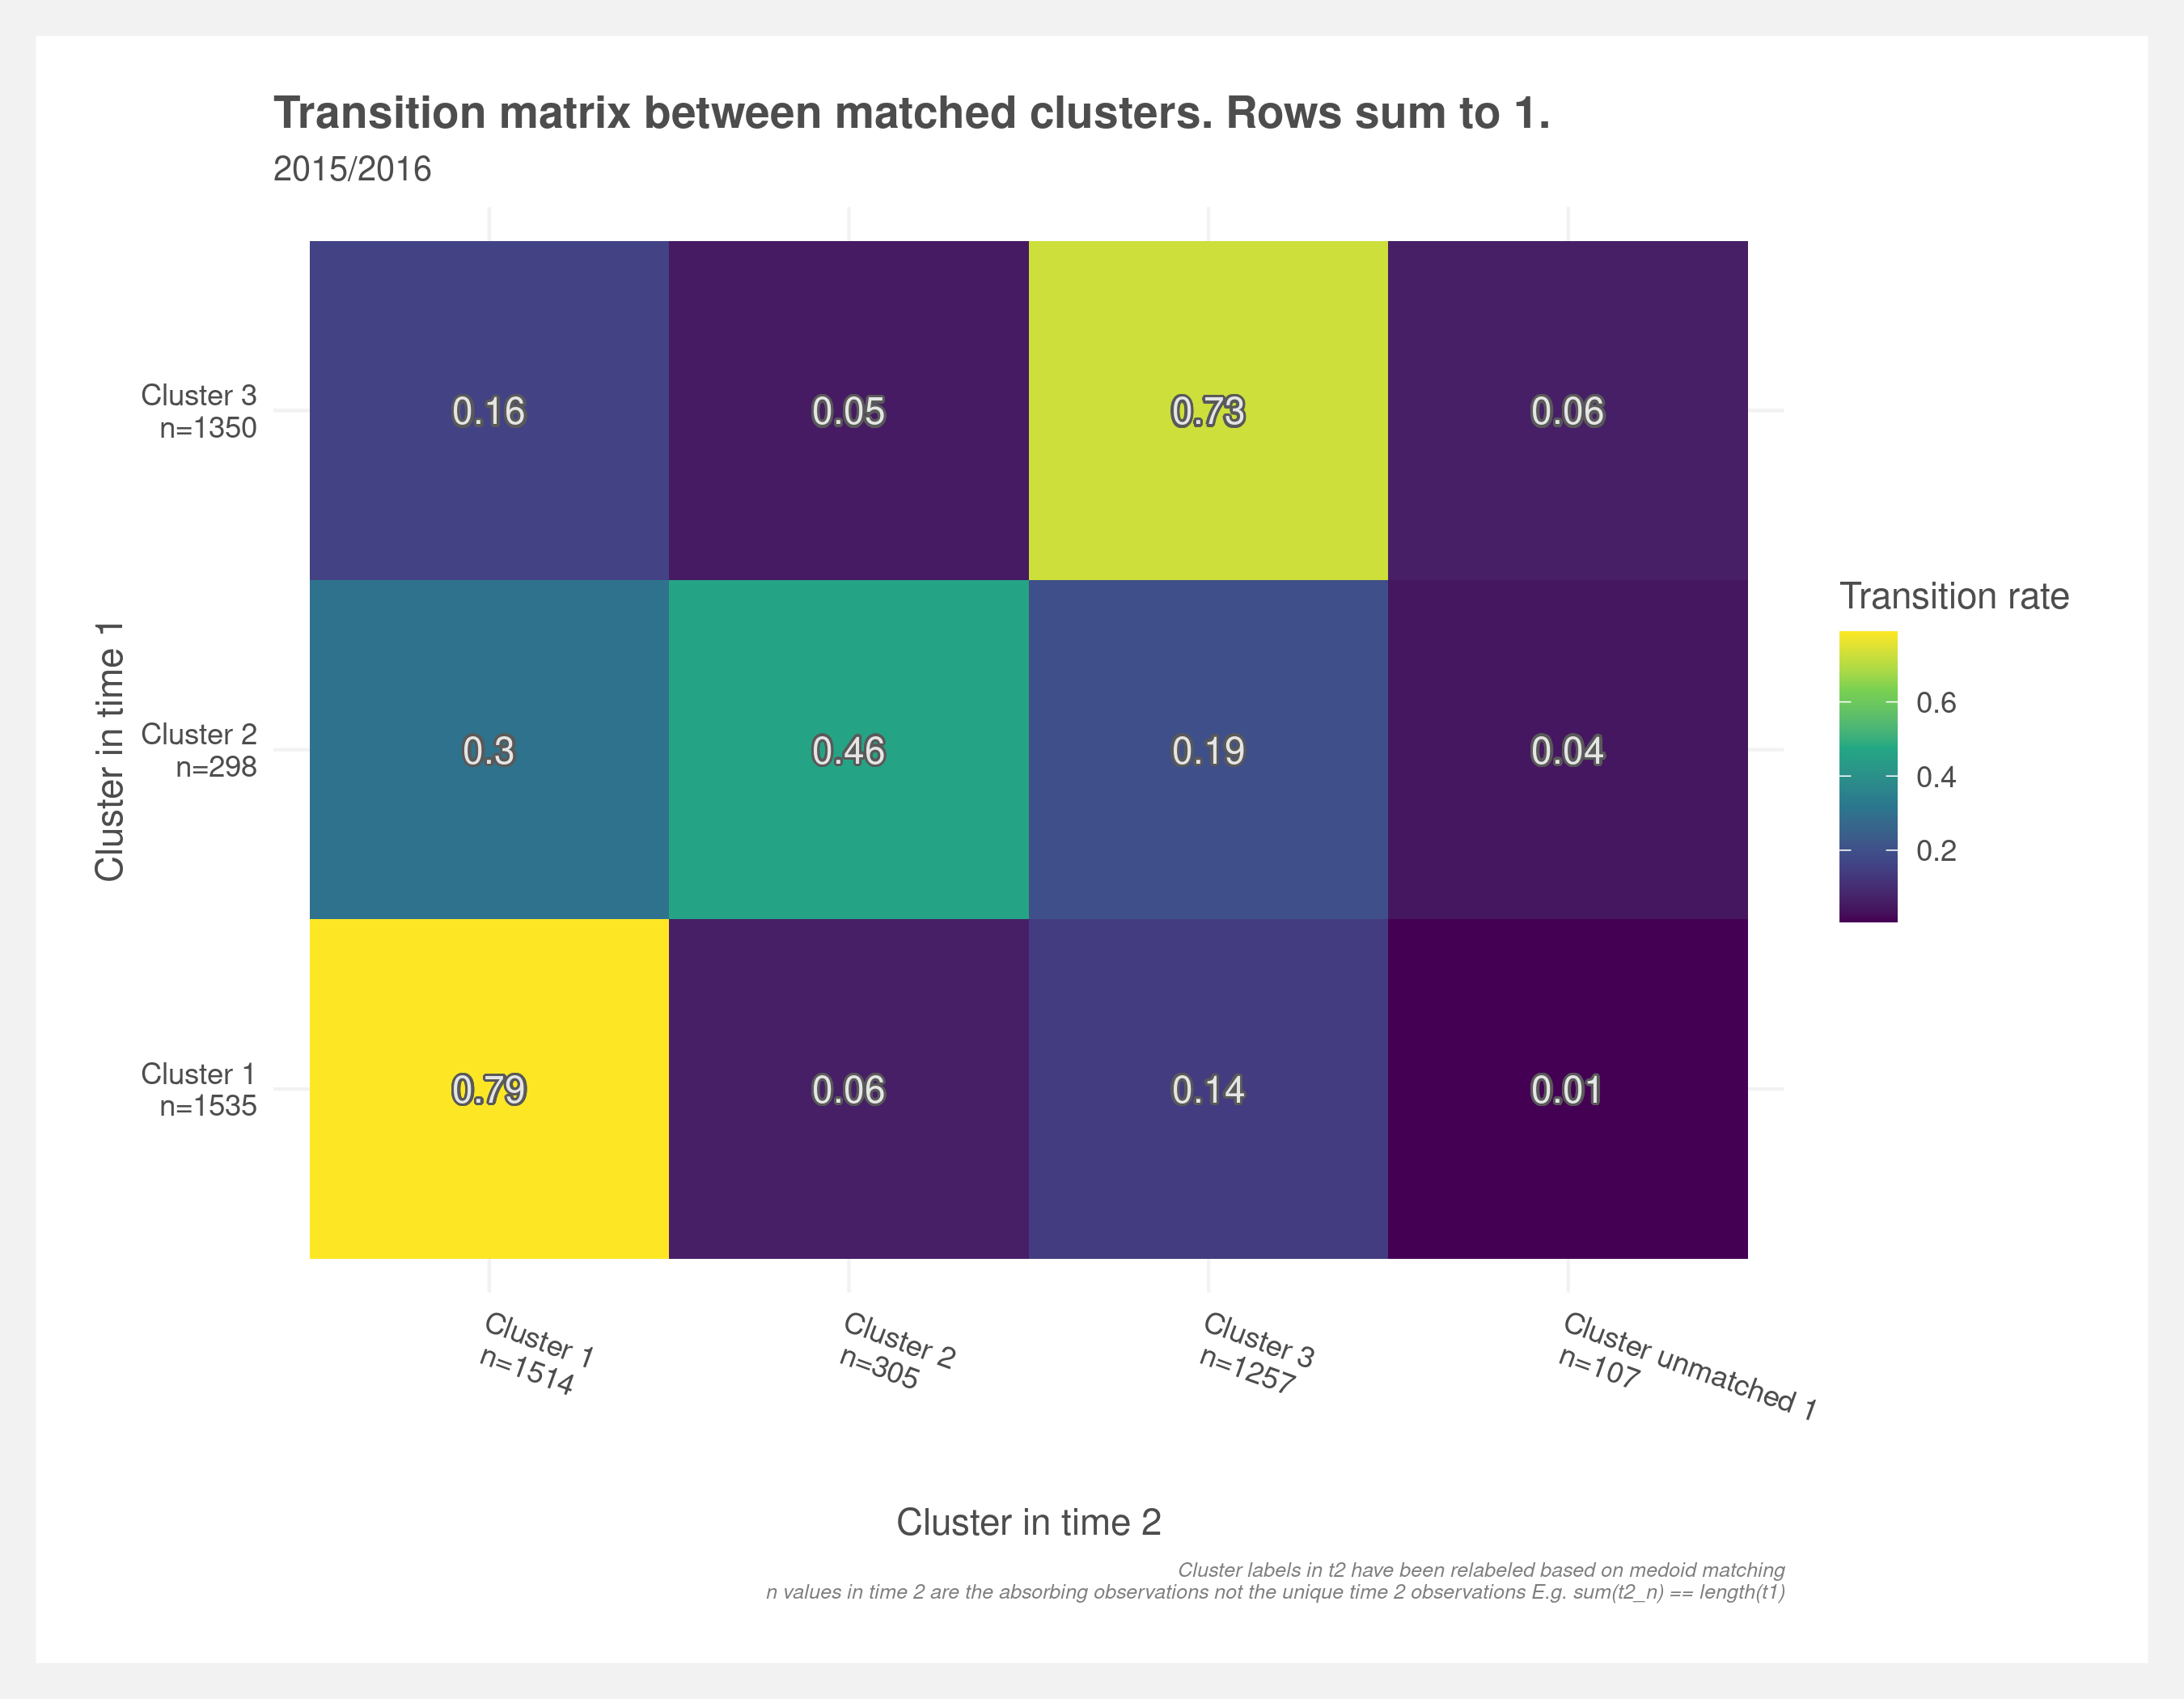 Transition matrix between matched clusters. Rows sum to 1.
2015/2016
Cluster in time 1
Cluster 3
n=1350
0.16
0.05
0.73
0.06
Cluster 2
n=298
0.3
0.46
0.19
0.04
Cluster 1
n=1535
0.79
0.06
0.14
0.01
Cluster 1
n=1514
Cluster 2
n=305
Cluster 3
n=1257
Cluster unmatched 1
n=107
Cluster in time 2
Transition rate
0.6
0.4
0.2
Cluster labels in t2 have been relabeled based on medoid matching
n values in time 2 are the absorbing observations not the unique time 2 observations E.g. sum(t2_n) == length(t1)